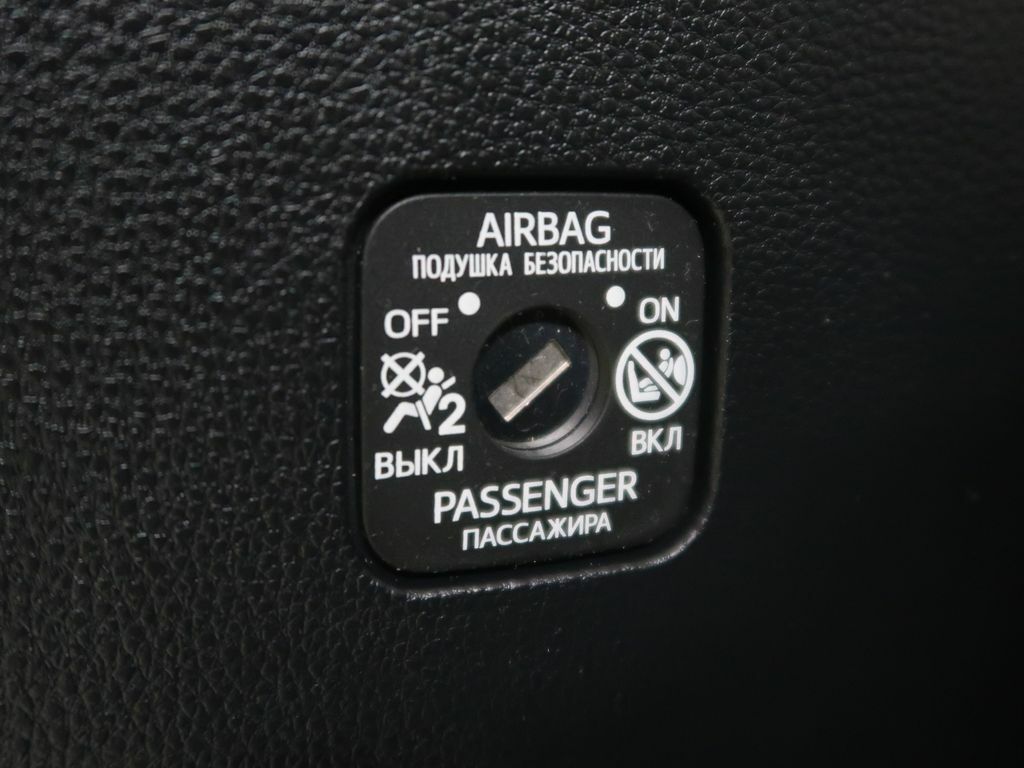 AIRBAG
ПОДУШКА БЕЗОПАСНОСТИ
OFF
ON
2
ВЫКЛ
ВКЛ
PASSENGER
ПАССАЖИРА